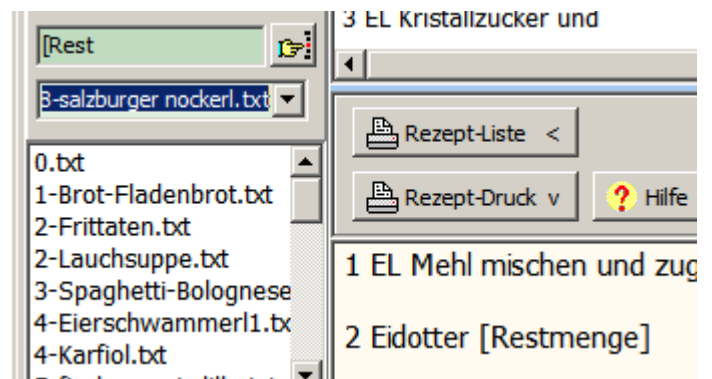 [Rest
3-salzburger nockerl.txt
0.txt
1-Brot-Fladenbrot.txt
2-Frittaten.txt
2-Lauchsuppe.txt
3-Spaghetti-Bolognese
4-Eierschwammerl1.tx
4-Karfiol.txt
3 EL Kristallzucker und
Rezept-Liste <
Rezept-Druck v
? Hilfe
1 EL Mehl mischen und zug
2 Eidotter [Restmenge]